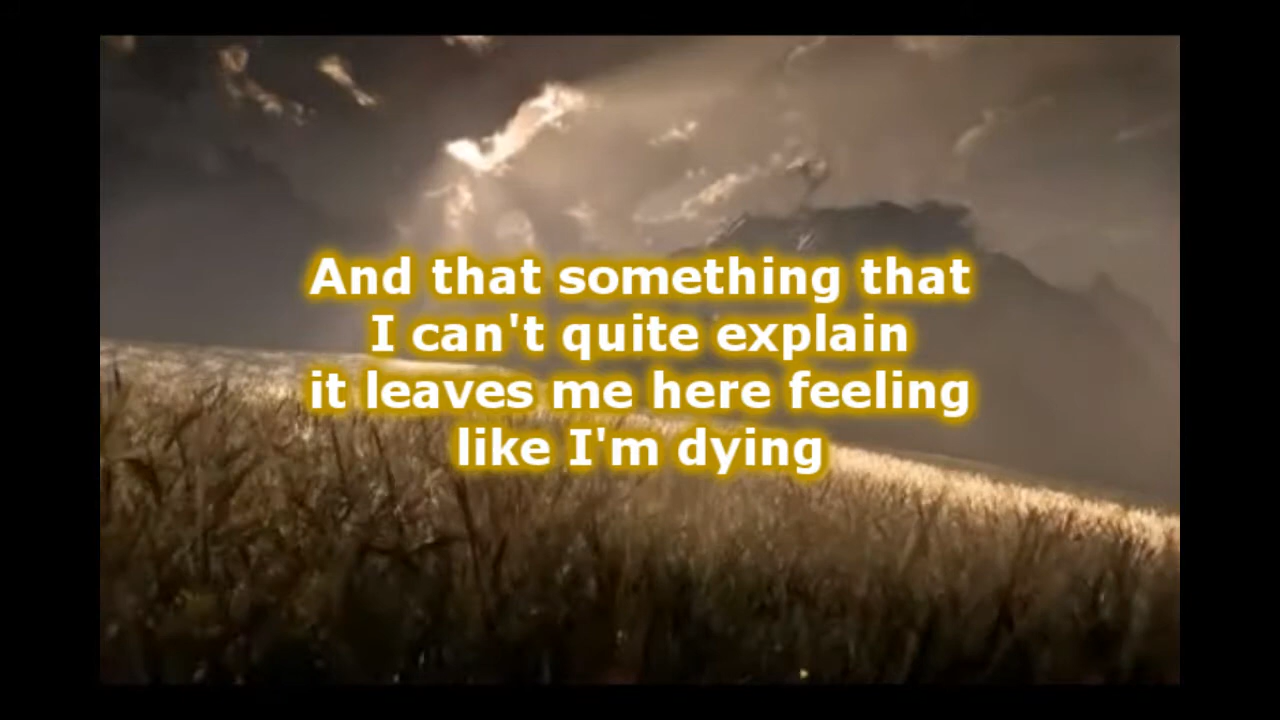 And that something that
I can't quite explain
it leaves me here feeling
like I'm dying